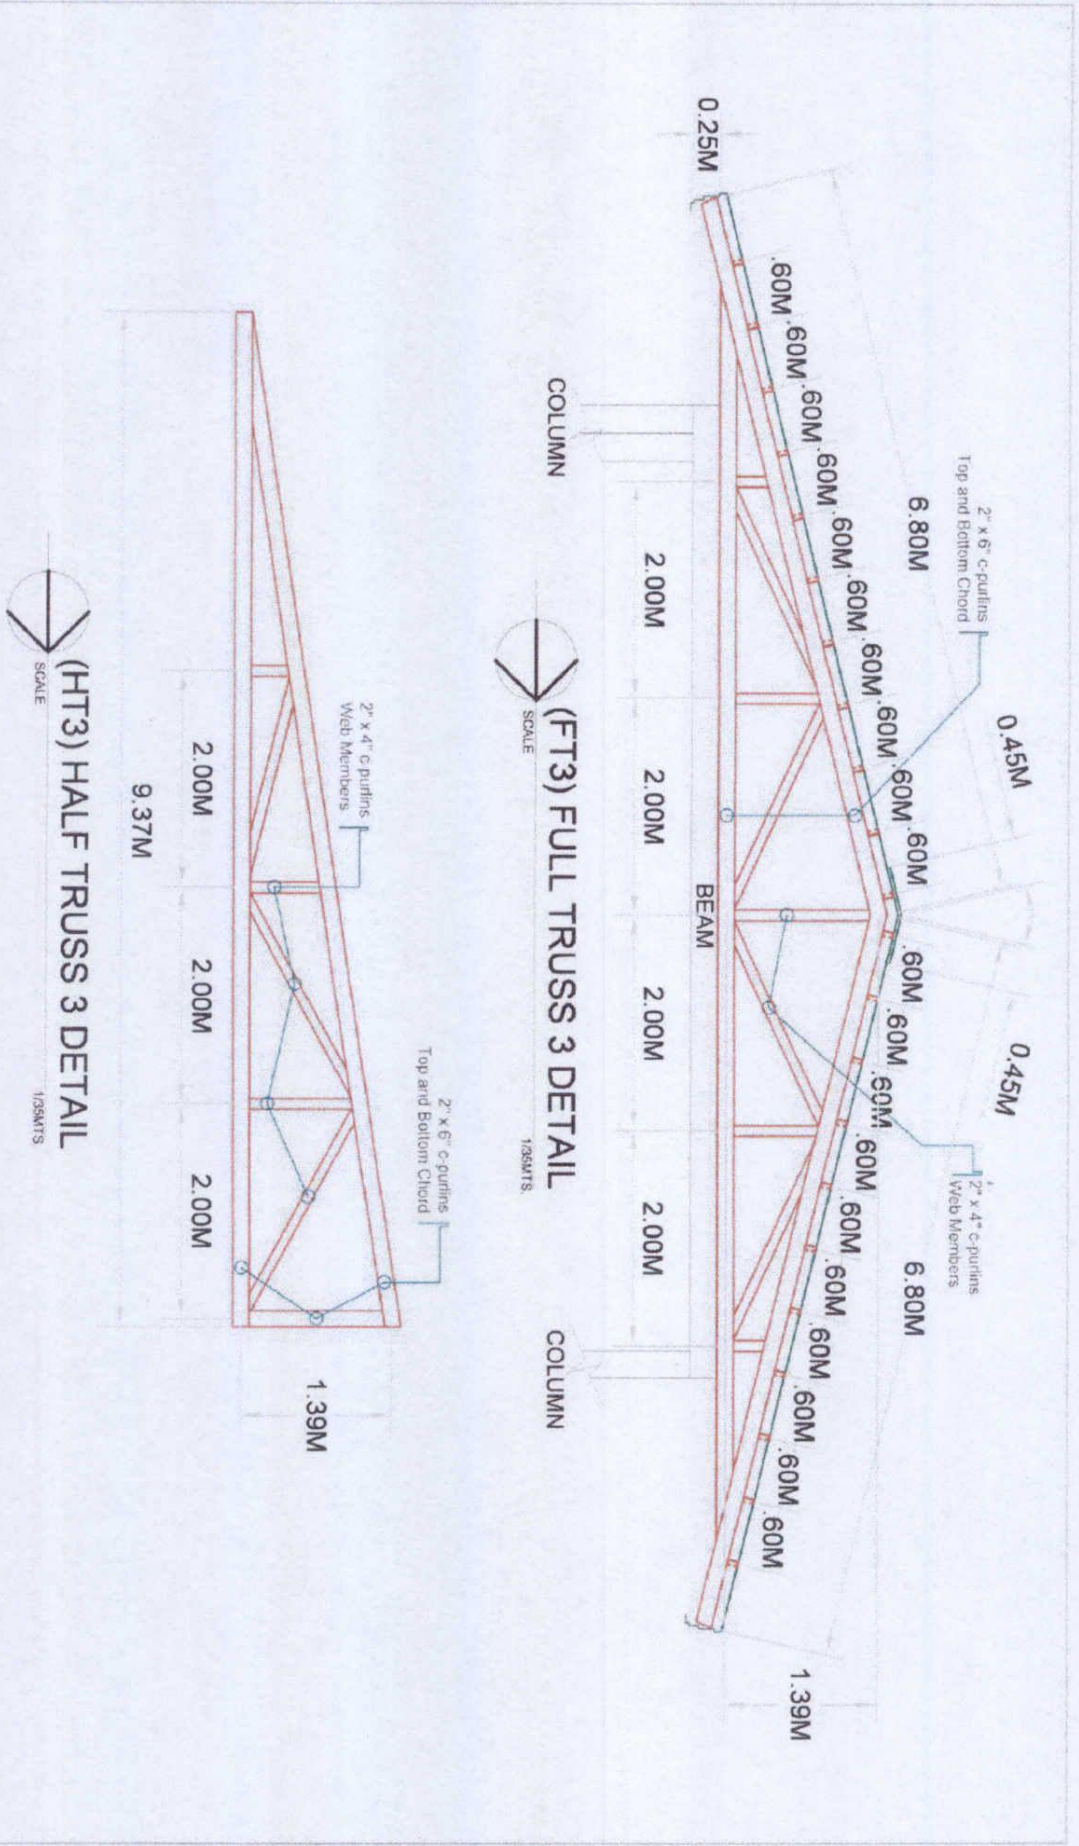 0.45M
0.45M
2" x 6" c-purlins
Top and Bottom Chord
2" x 4" c-purlins
Web Members
6.80M
6.80M
.60M .60M .60M .60M .60M .60M .60M .60M .60M .60M
.60M .60M .60M .60M .60M .60M .60M .60M .60M .60M
0.25M
1.39M
BEAM
2.00M
2.00M
2.00M
2.00M
COLUMN
COLUMN
(FT3) FULL TRUSS 3 DETAIL
SCALE
1/35MTS
2" x 6" c-purlins
Top and Bottom Chord
2" x 4" c purlins
Web Members
1.39M
2.00M
2.00M
2.00M
9.37M
(HT3) HALF TRUSS 3 DETAIL
SCALE
1/35MTS